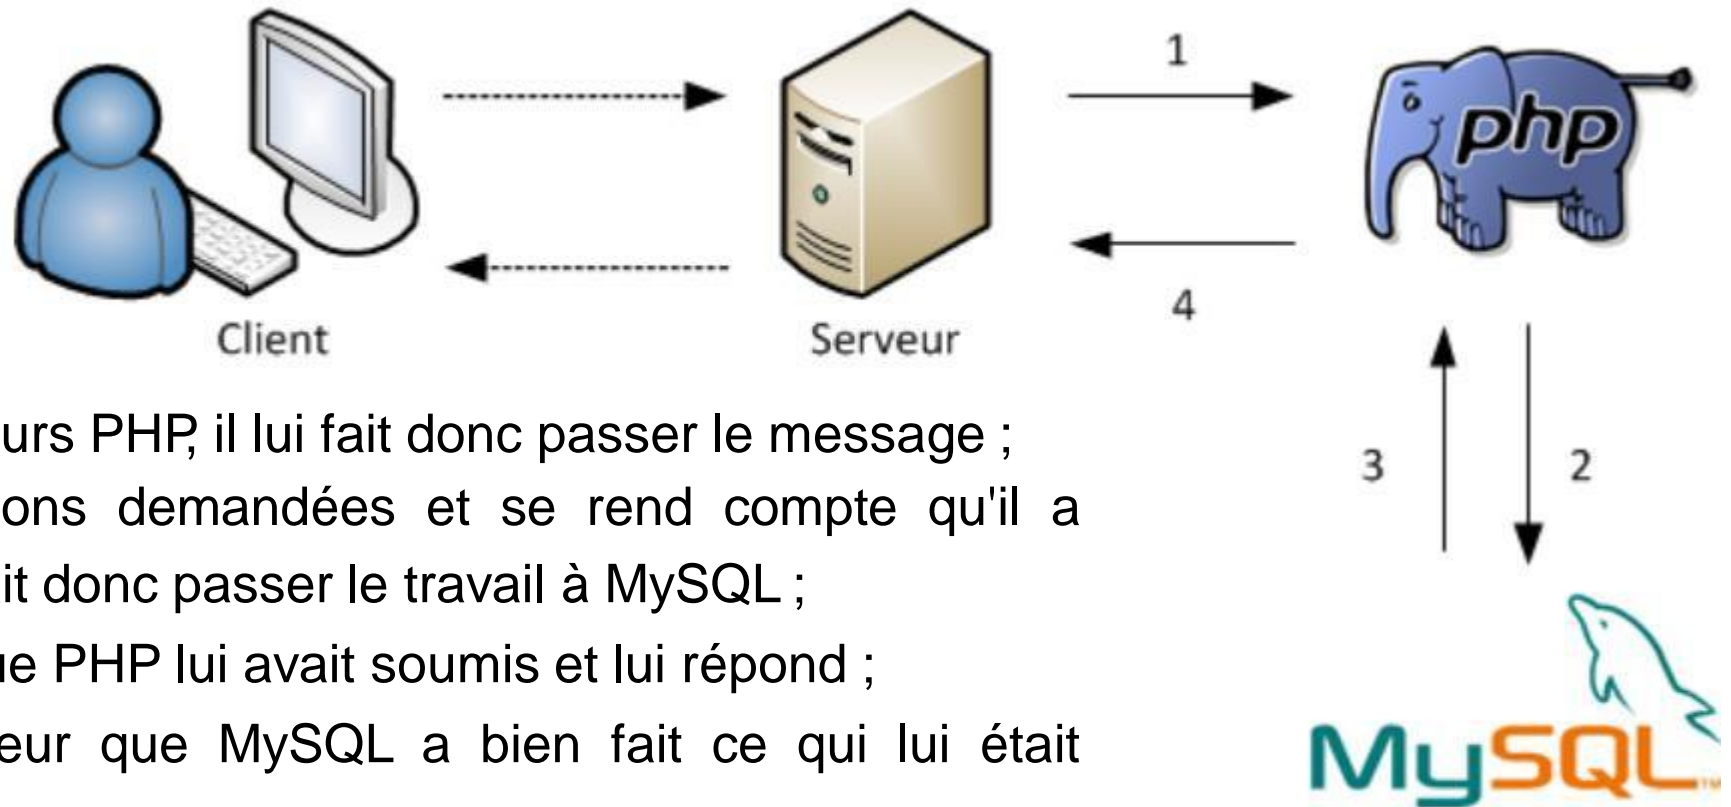 1
php
4
Client
Serveur
urs PHP, il lui fait donc passer le message ;
ons demandées et se rend compte qu'il a
it donc passer le travail à MySQL ;
ue PHP lui avait soumis et lui répond ;
eur que MySQL a bien fait ce qui lui était
3
2
MySQL
TM